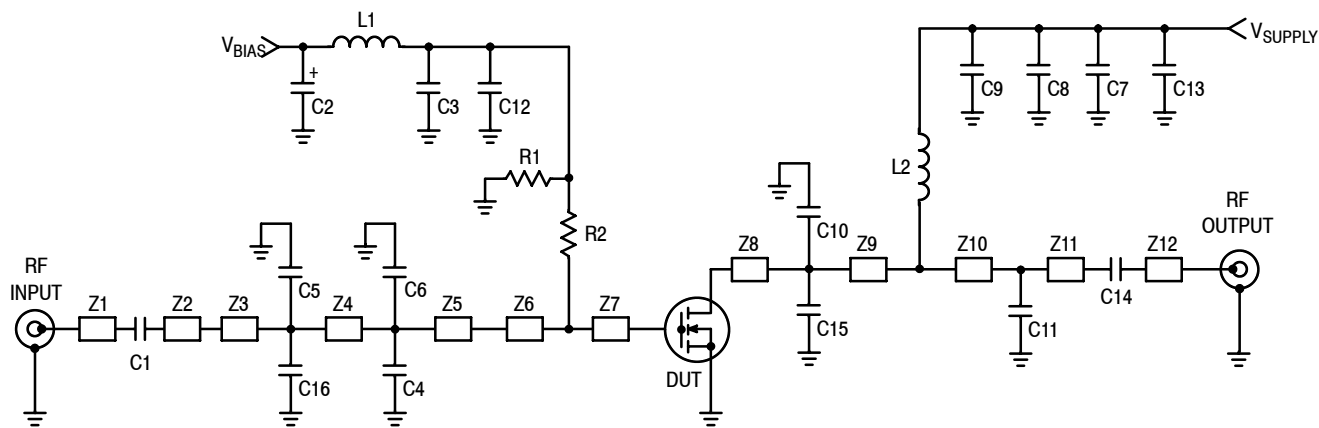 L1
VBIAS
+
C2
C3
C12
R1
R2
VSUPPLY
C9
C8
C7
C13
L2
RF
INPUT
Z1
C1
Z2
Z3
C5
C16
Z4
C6
C4
Z5
Z6
Z7
DUT
Z8
C10
C15
Z9
Z10
C11
Z11
C14
Z12
RF
OUTPUT